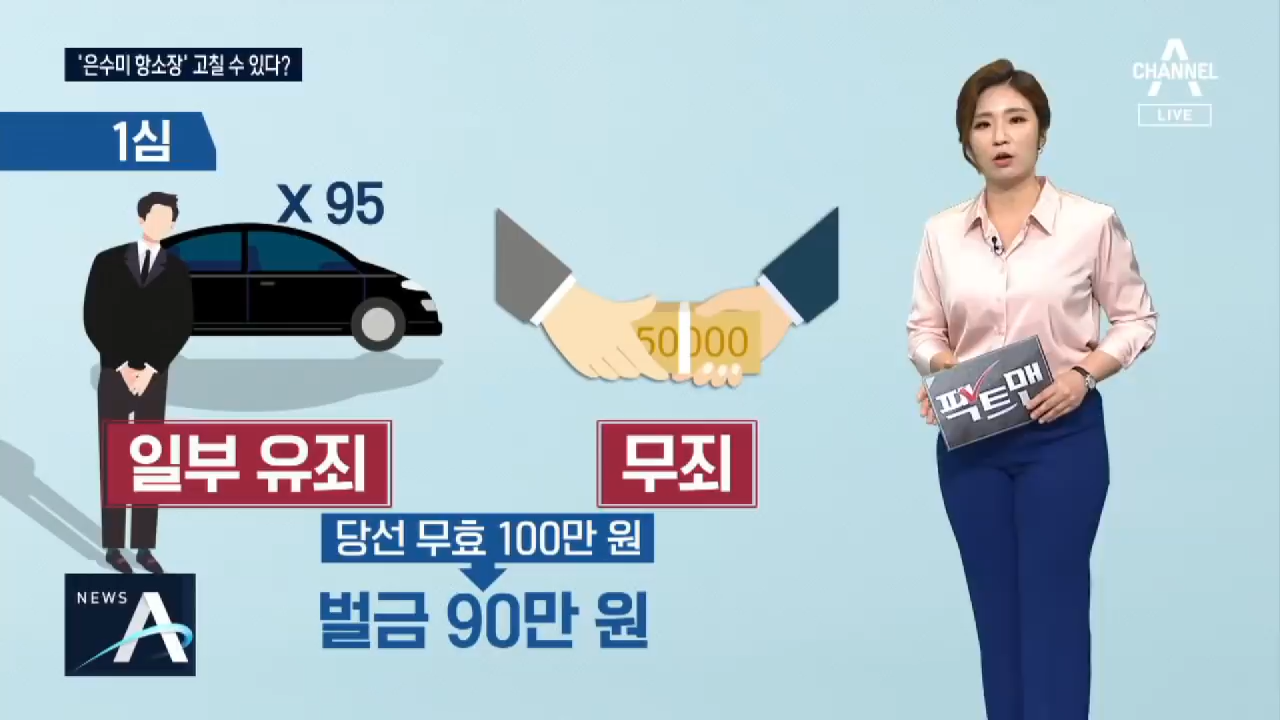 '은수미 항소장' 고칠 수 있다?
CHANNEL A
LIVE
1심
X 95
50000
팩트맨
일부 유죄
무죄
당선 무효 100만 원
벌금 90만 원
NEWS A